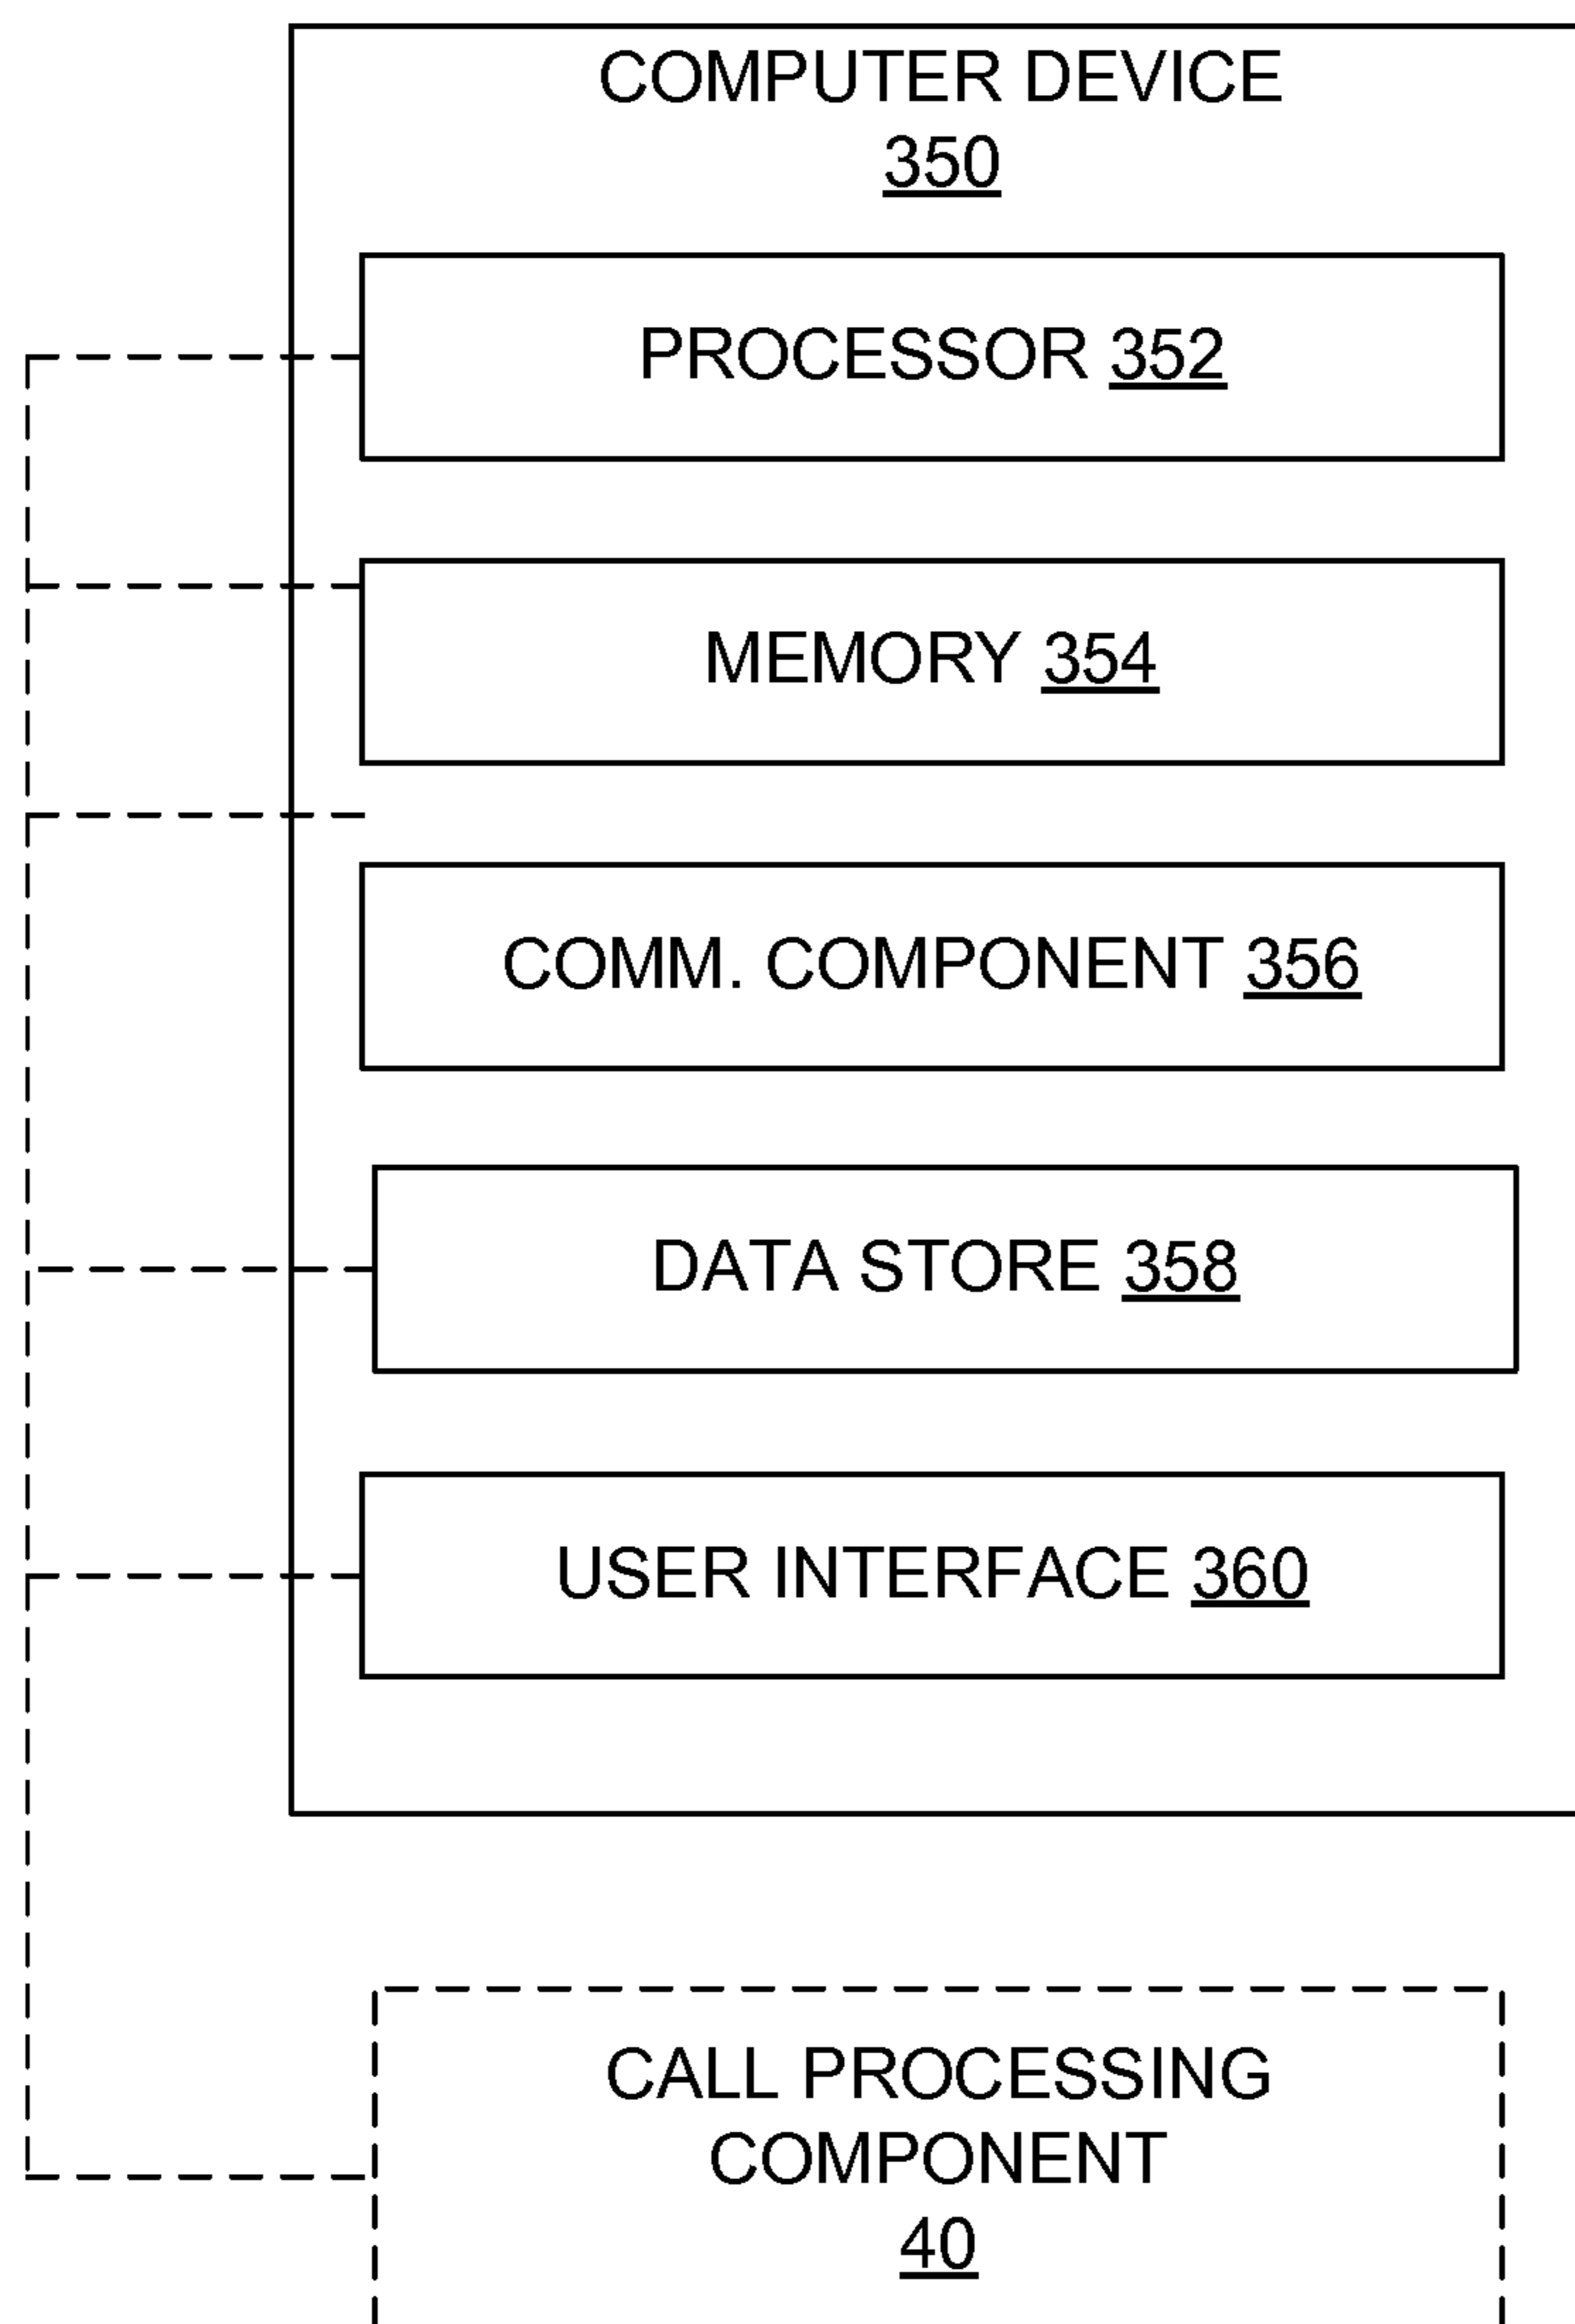 COMPUTER DEVICE
350
PROCESSOR 352
MEMORY 354
COMM. COMPONENT 356
DATA STORE 358
USER INTERFACE 360
CALL PROCESSING
COMPONENT
40